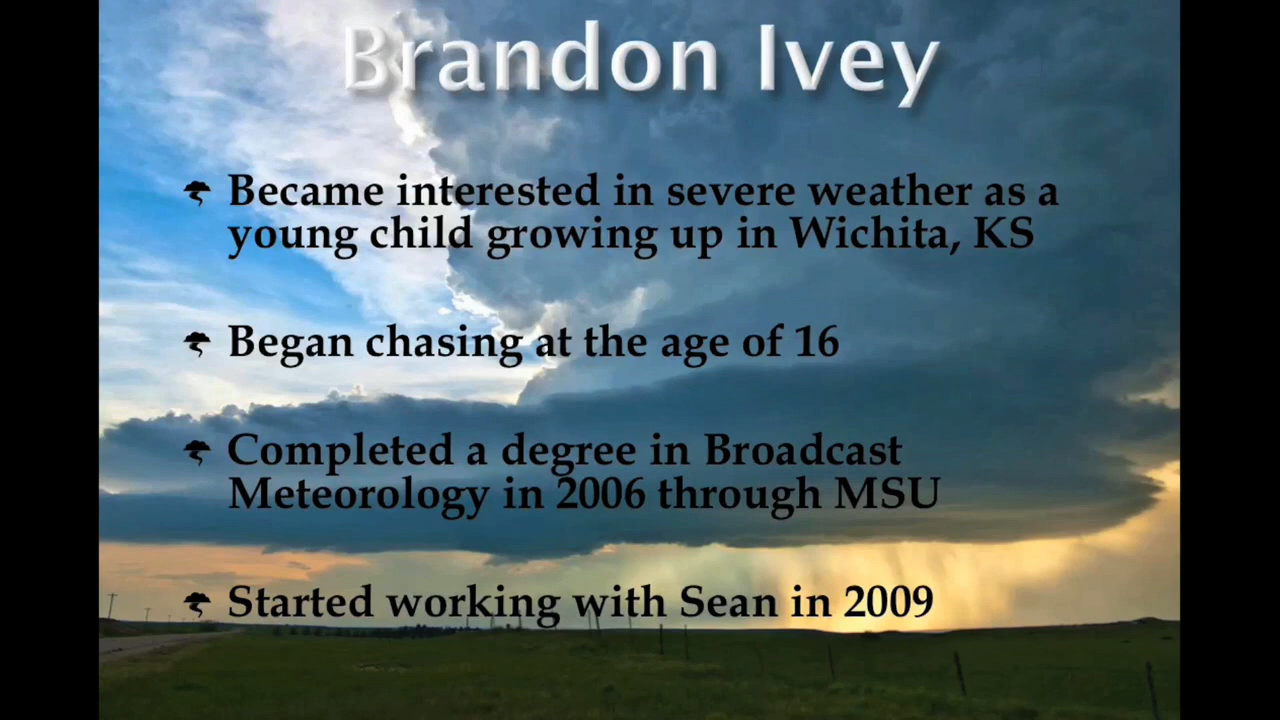 Brandon Ivey
Became interested in severe weather as a
young child growing up in Wichita, KS
Began chasing at the age of 16
Completed a degree in Broadcast
Meteorology in 2006 through MSU
Started working with Sean in 2009